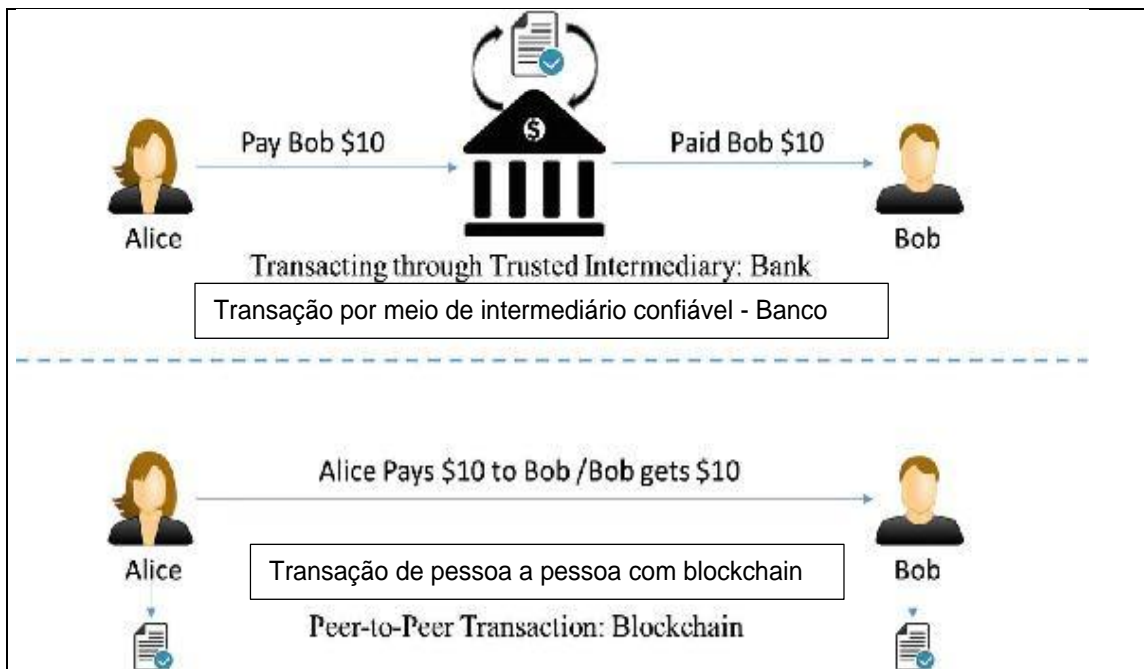 $
Pay Bob $10
Paid Bob $10
Alice
Bob
Transacting through Trusted Intermediary: Bank
Transação por meio de intermediário confiável - Banco
Alice Pays $10 to Bob /Bob gets $10
Alice
Bob
Transação de pessoa a pessoa com blockchain
Peer-to-Peer Transaction: Blockchain